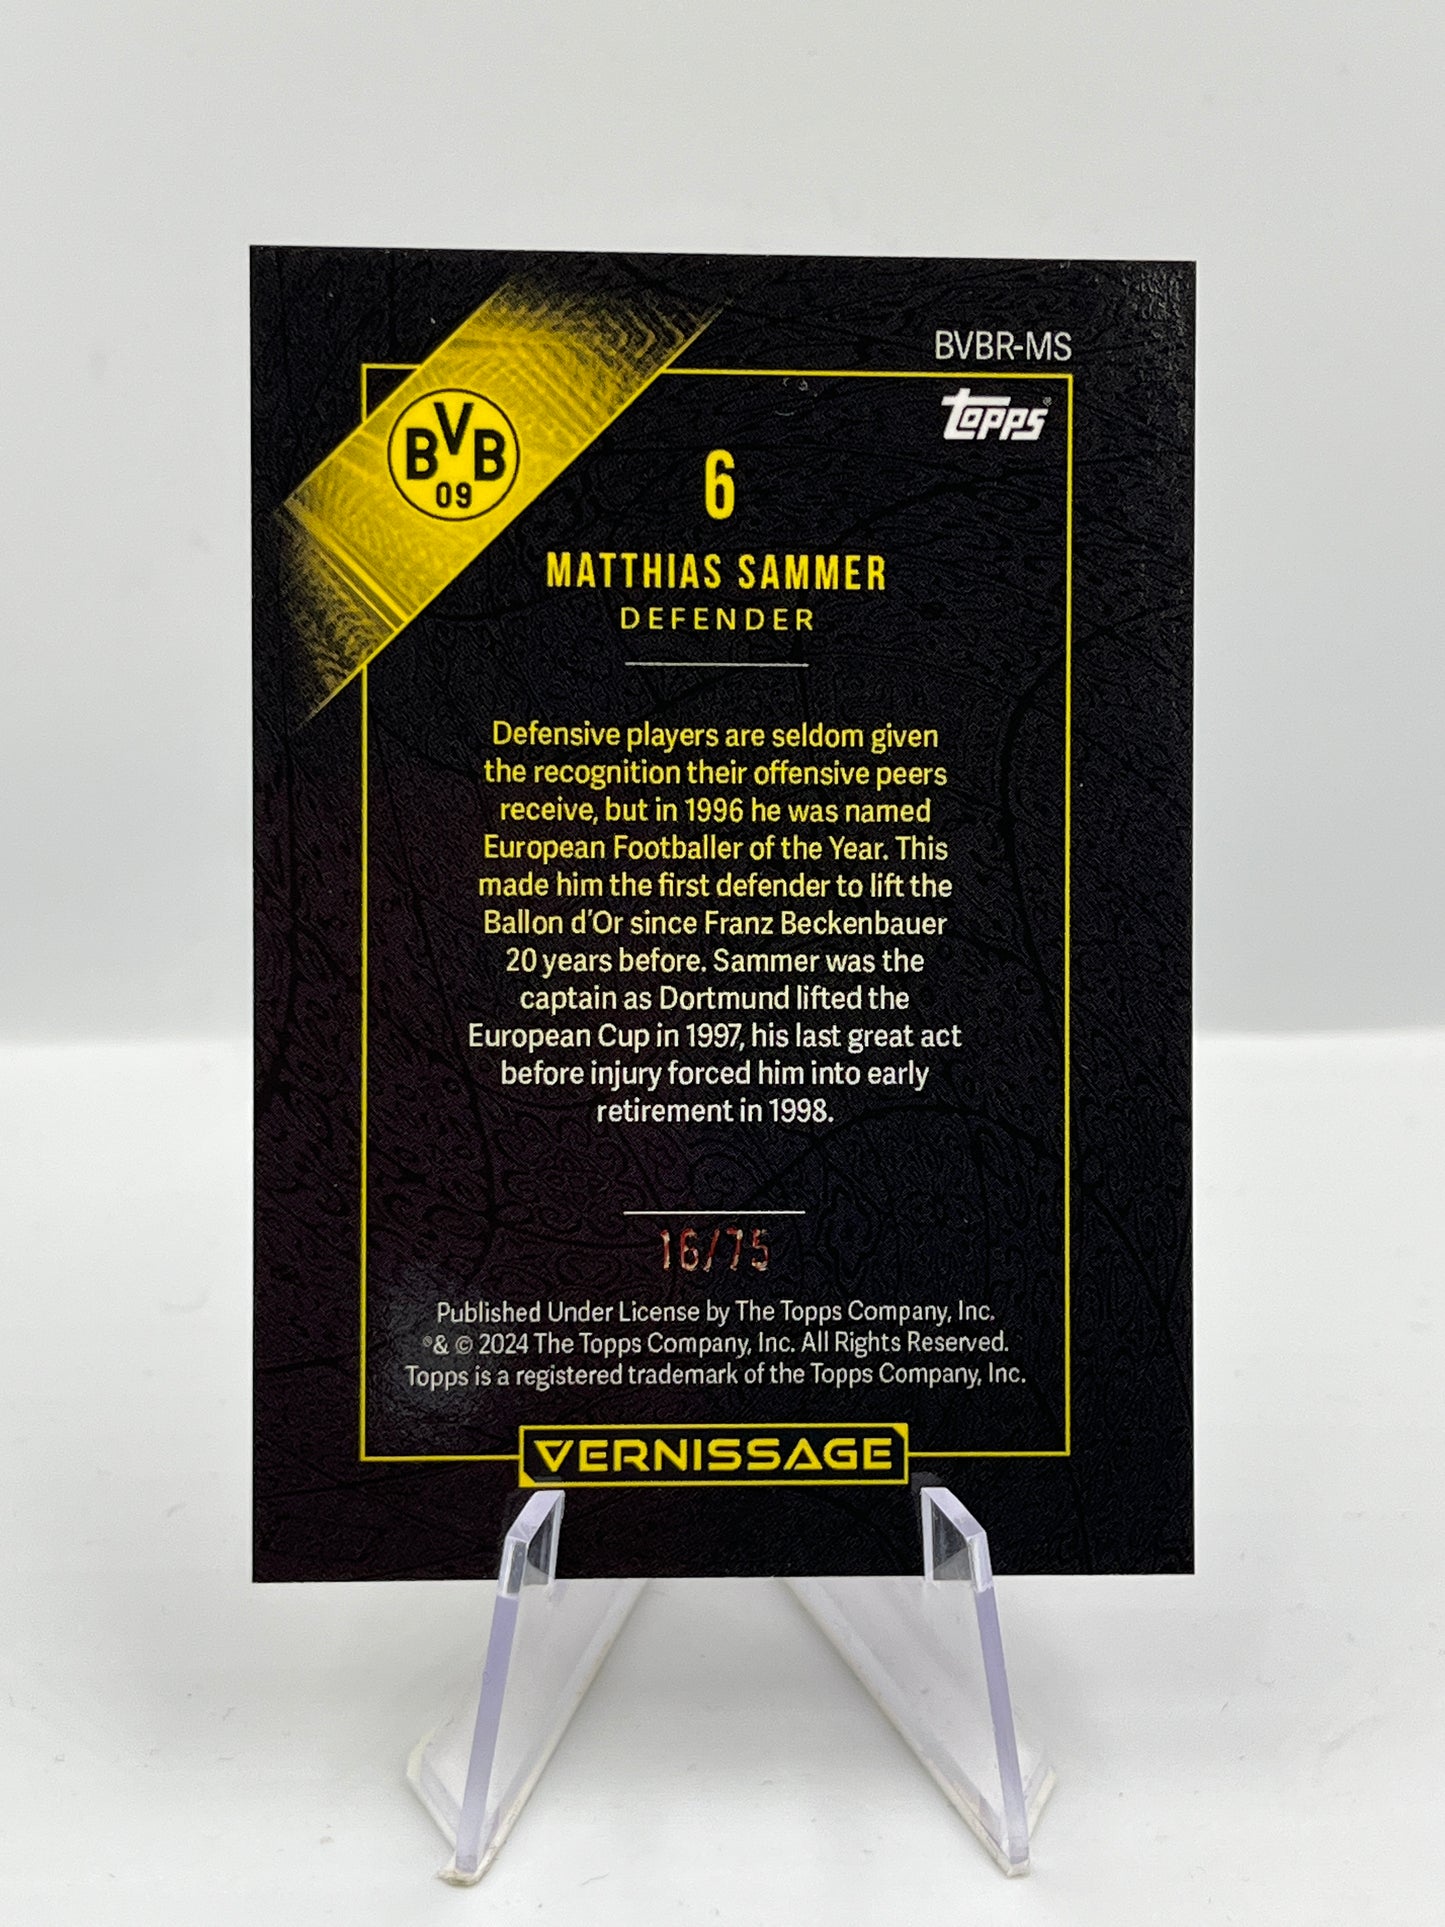 BVBR-MS
topps®
BVB
09
6
MATTHIAS SAMMER
DEFENDER
Defensive players are seldom given
the recognition their offensive peers
receive, but in 1996 he was named
European Footballer of the Year. This
made him the first defender to lift the
Ballon d'Or since Franz Beckenbauer
20 years before. Sammer was the
captain as Dortmund lifted the
European Cup in 1997, his last great act
before injury forced him into early
retirement in 1998.
16/75
Published Under License by The Topps Company, Inc.
®& © 2024 The Topps Company, Inc. All Rights Reserved.
Topps is a registered trademark of the Topps Company, Inc.
VERNISSAGE